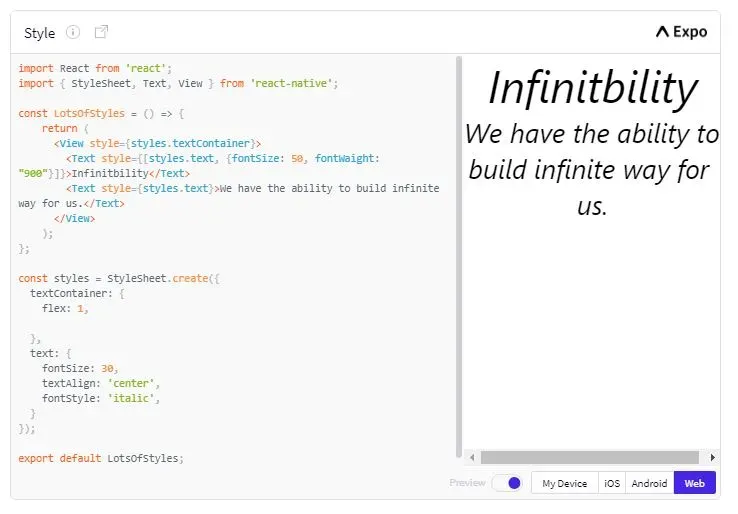 Style
Expo
import React from 'react';
import { StyleSheet, Text, View } from 'react-native';
const LotsOfStyles = () => {
return (
<View style={styles.textContainer}>
<Text style={[styles.text, {fontSize: 50, fontWaight:
"900"}]}>Infinitbility</Text>
<Text style={styles.text}>We have the ability to build infinite
way for us.</Text>
</View>
);
};
const styles = StyleSheet.create({
textContainer: {
flex: 1,
},
text: {
fontSize: 30,
textAlign: 'center',
fontStyle: 'italic',
}
});
export default LotsOfStyles;
Infinitbility
We have the ability to
build infinite way for
us.
Preview
My Device
iOS
Android
Web